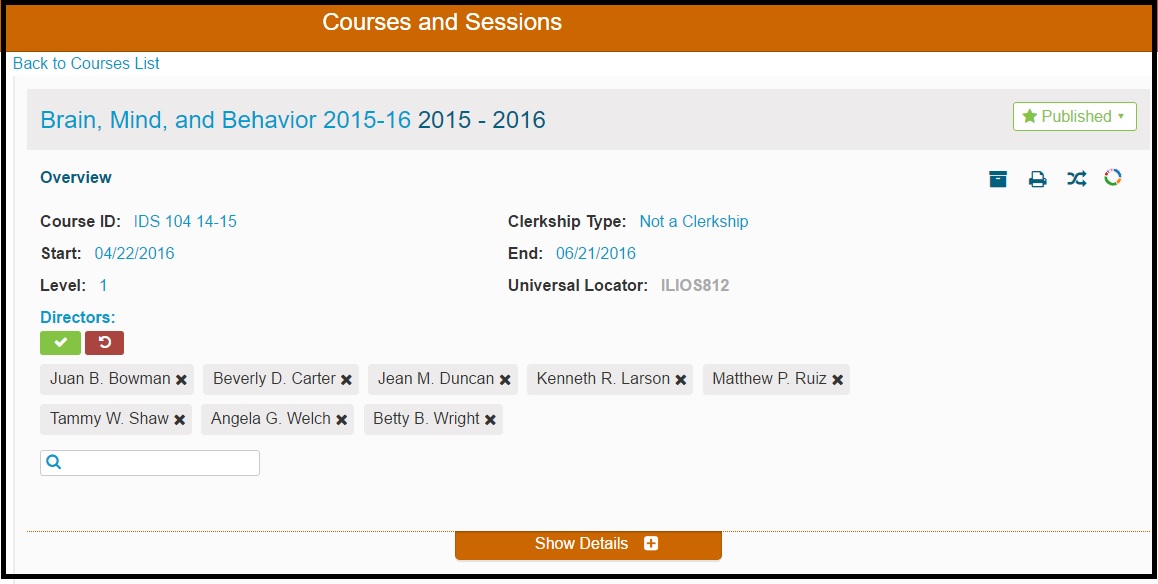 Courses and Sessions
Back to Courses List
Brain, Mind, and Behavior 2015-16 2015 - 2016
Published
Overview
Course ID: IDS 104 14-15 Clerkship Type: Not a Clerkship
Start: 04/22/2016 End: 06/21/2016
Level: 1 Universal Locator: ILIOS812
Directors:
Juan B. Bowman Beverly D. Carter Jean M. Duncan Kenneth R. Larson Matthew P. Ruiz
Tammy W. Shaw Angela G. Welch Betty B. Wright
Show Details